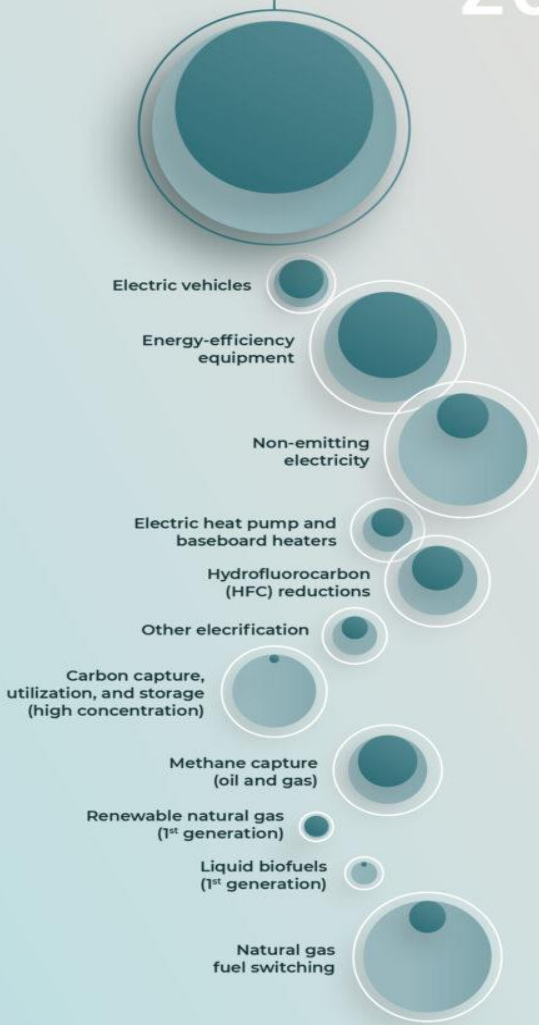 Electric vehicles
Energy-efficiency
equipment
Non-emitting
electricity
Electric heat pump and
baseboard heaters
Hydrofluorocarbon
(HFC) reductions
Other elecrification
Carbon capture,
utilization, and storage
(high concentration)
Methane capture
(oil and gas)
Renewable natural gas
(1st generation)
Liquid biofuels
(1st generation)
Natural gas
fuel switching